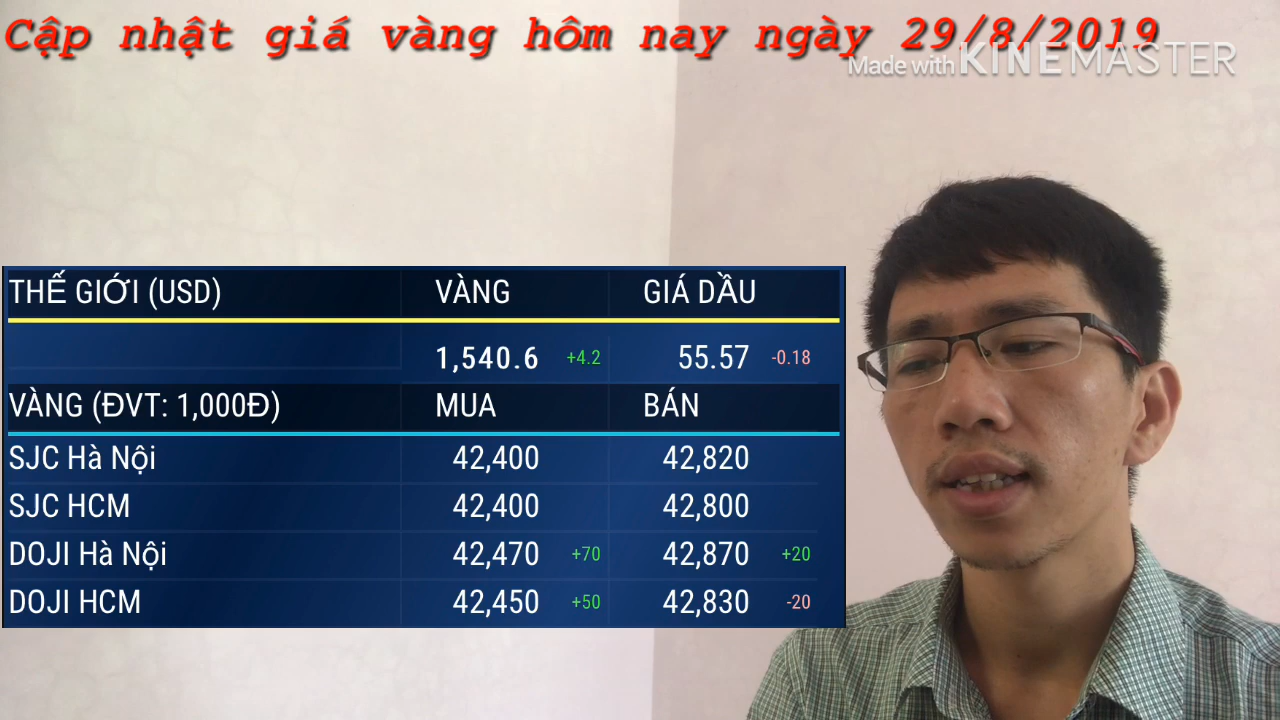 Cập nhật giá vàng hôm nay ngày 29/8/2019
Made with KINEMASTER
THẾ GIỚI (USD) VÀNG GIÁ DẦU
1,540.6 +4.2 55.57 -0.18
VÀNG (ĐVT: 1,000Đ) MUA BÁN
SJC Hà Nội 42,400 42,820
SJC HCM 42,400 42,800
DOJI Hà Nội 42,470 +70 42,870 +20
DOJI HCM 42,450 +50 42,830 -20